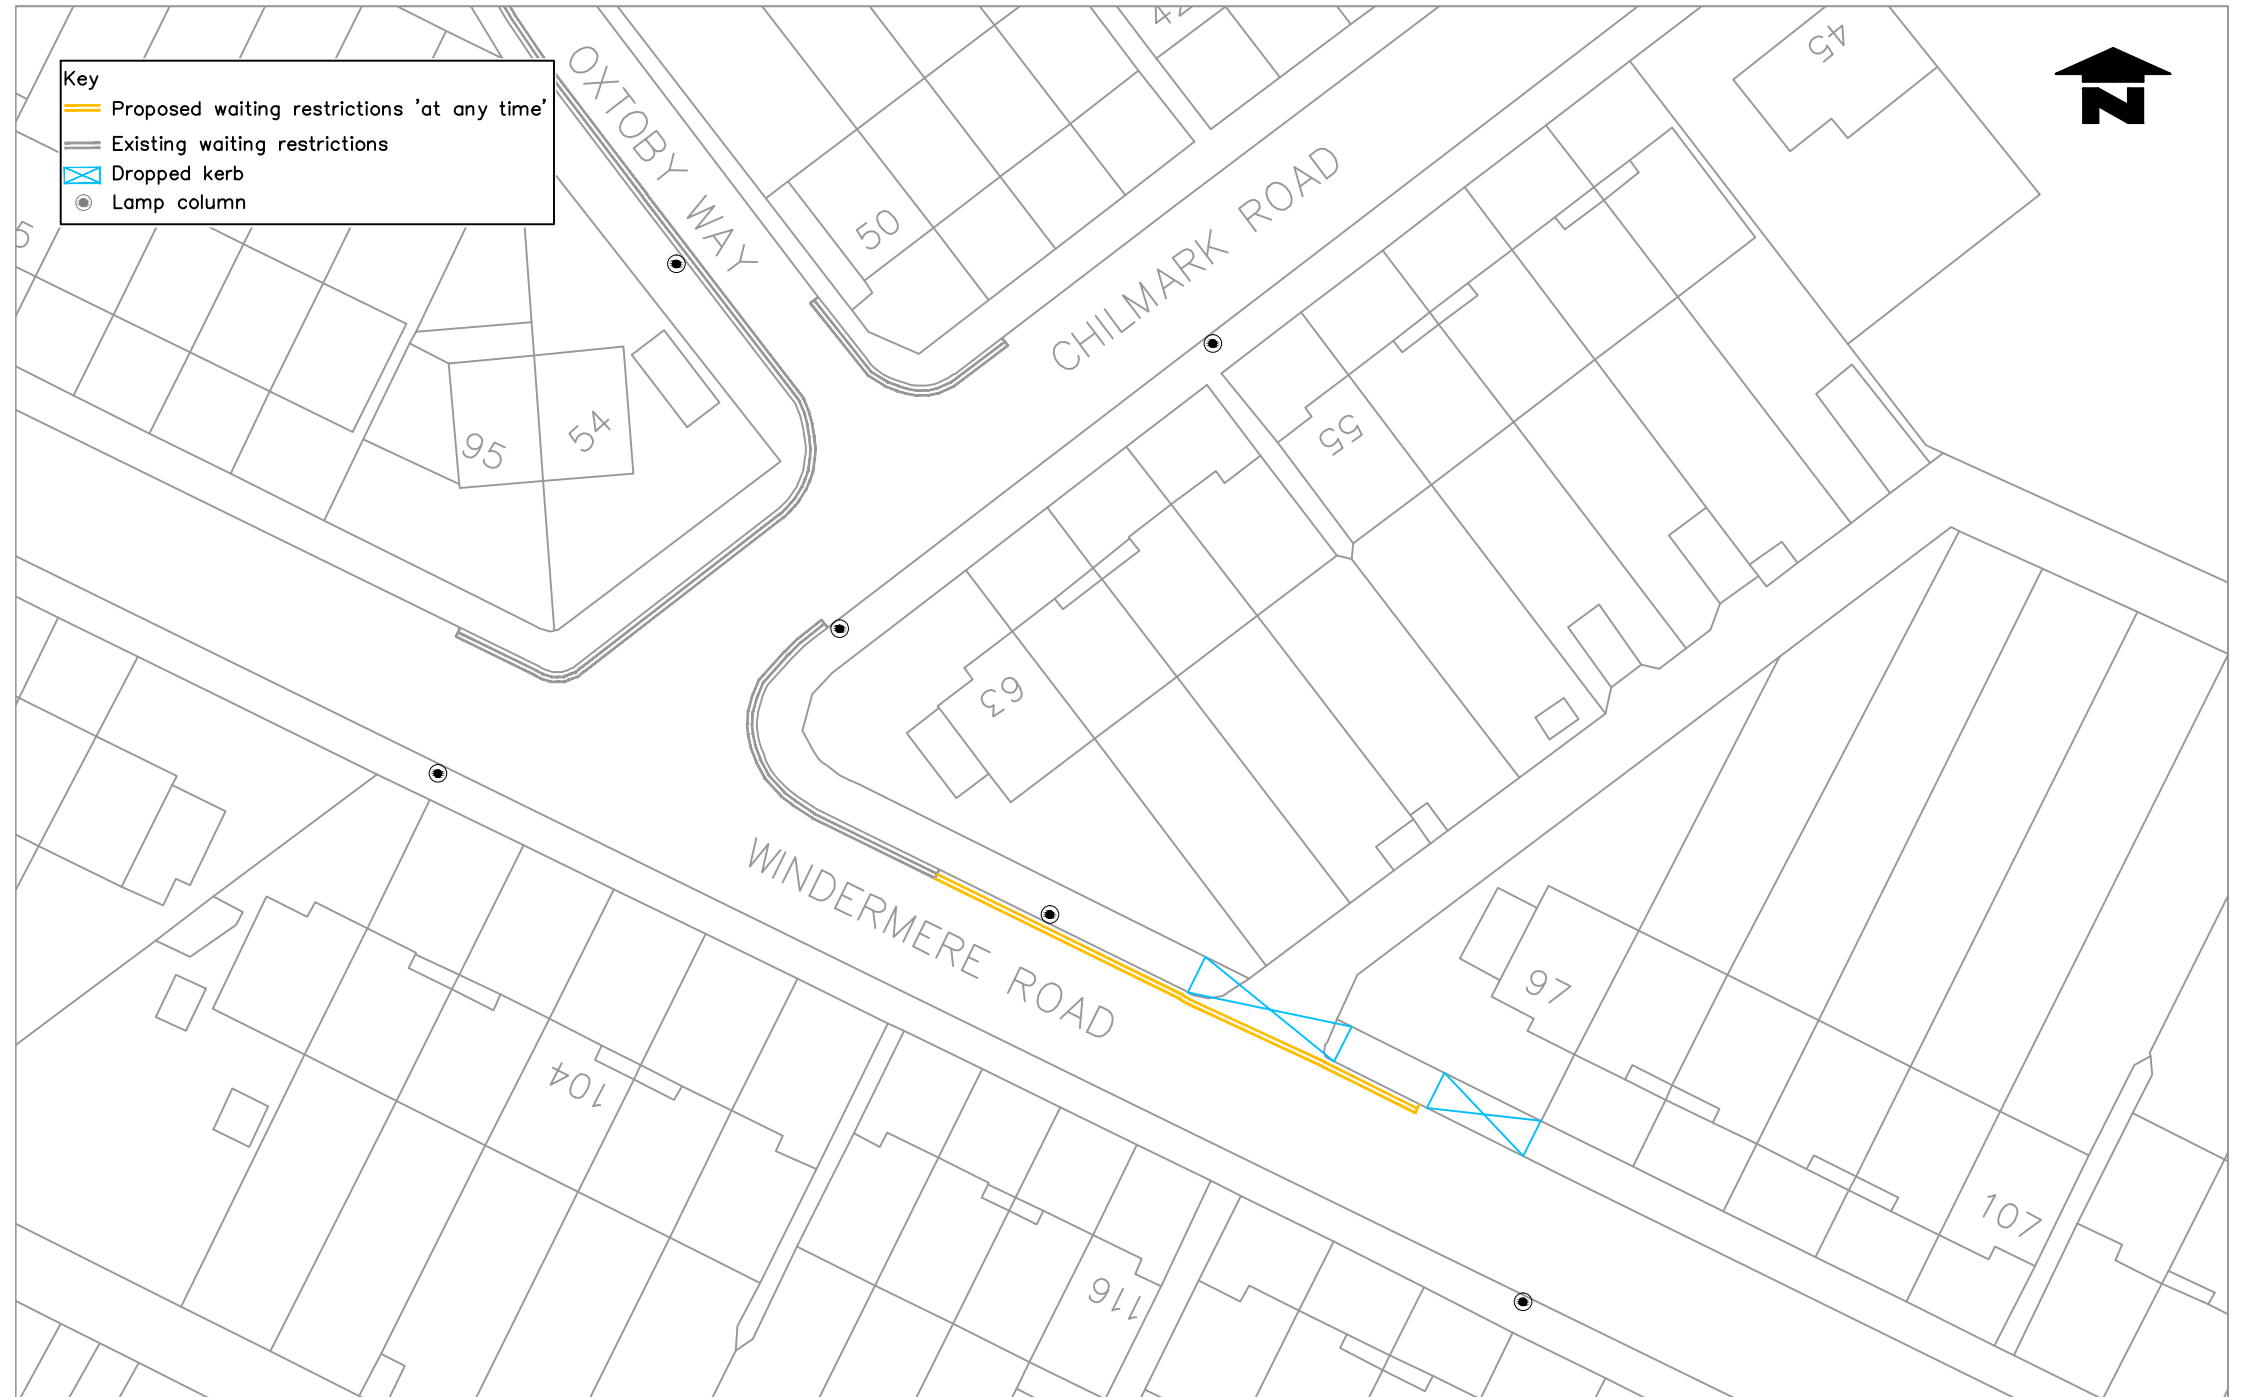 Key
Proposed waiting restrictions 'at any time'
Existing waiting restrictions
Dropped kerb
Lamp column
OXTOBY WAY
CHILMARK ROAD
WINDERMERE ROAD
N
45
50
55
95
54
63
97
104
107
116